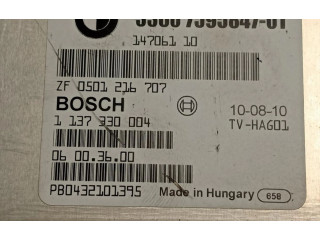 147061 10
ZF 0501 216 707
BOSCH
10-08-10
1 137 330 004
TV-HAG01
06 00.36.00
PB0432101395
Made in Hungary
658